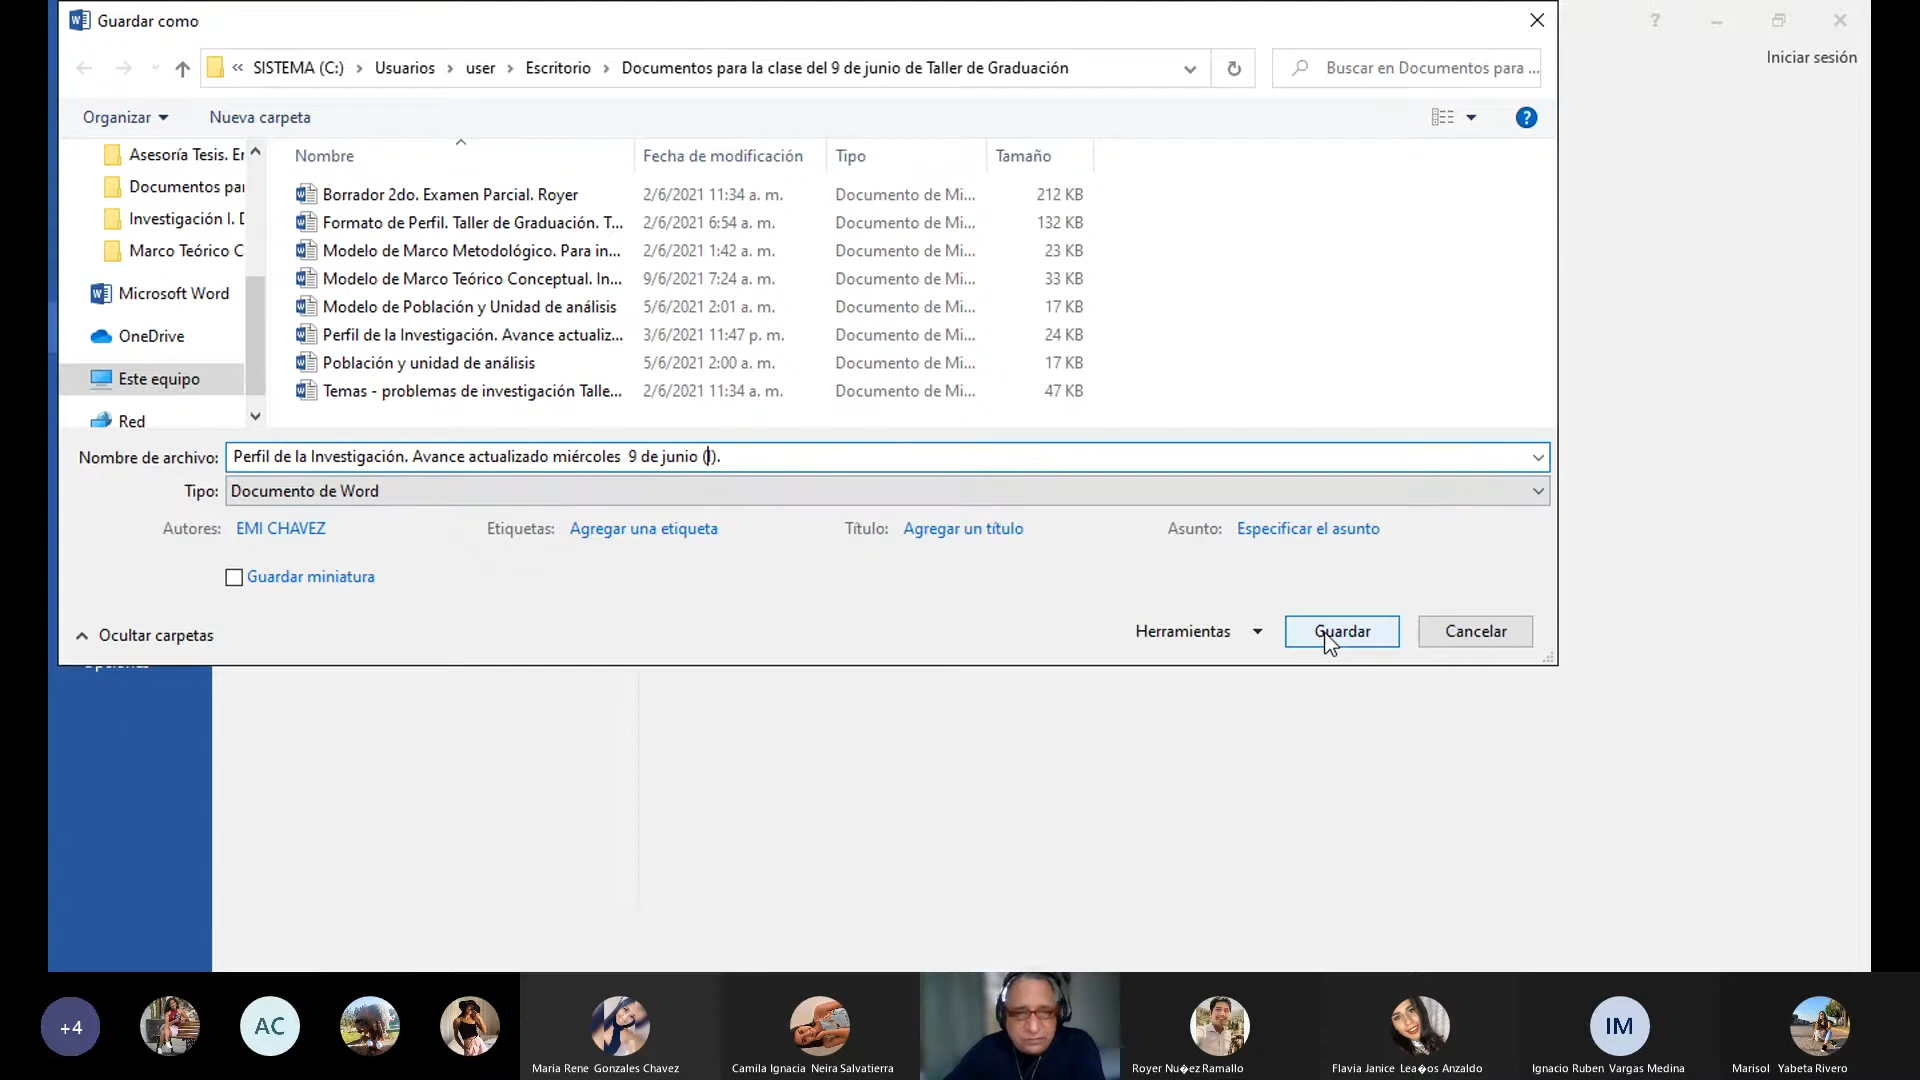 Guardar como
?
Iniciar sesión
« SISTEMA (C:) › Usuarios › user › Escritorio › Documentos para la clase del 9 de junio de Taller de Graduación
Buscar en Documentos para ...
Organizar
Nueva carpeta
?
Nombre Fecha de modificación Tipo Tamaño
Asesoría Tesis. Er
Documentos par
Investigación I. D
Marco Teórico C
Microsoft Word
OneDrive
Este equipo
Red
Borrador 2do. Examen Parcial. Royer 2/6/2021 11:34 a. m. Documento de Mi... 212 KB
Formato de Perfil. Taller de Graduación. T... 2/6/2021 6:54 a. m. Documento de Mi... 132 KB
Modelo de Marco Metodológico. Para in... 2/6/2021 1:42 a. m. Documento de Mi... 23 KB
Modelo de Marco Teórico Conceptual. In... 9/6/2021 7:24 a. m. Documento de Mi... 33 KB
Modelo de Población y Unidad de análisis 5/6/2021 2:01 a. m. Documento de Mi... 17 KB
Perfil de la Investigación. Avance actualiz... 3/6/2021 11:47 p. m. Documento de Mi... 24 KB
Población y unidad de análisis 5/6/2021 2:00 a. m. Documento de Mi... 17 KB
Temas - problemas de investigación Talle... 2/6/2021 11:34 a. m. Documento de Mi... 47 KB
Nombre de archivo: Perfil de la Investigación. Avance actualizado miércoles  9 de junio (I).
Tipo: Documento de Word
Autores: EMI CHAVEZ Etiquetas: Agregar una etiqueta Título: Agregar un título Asunto: Especificar el asunto
Guardar miniatura
Ocultar carpetas
Herramientas
Guardar
Cancelar
Opciones
+4
AC
IM
Maria Rene Gonzales Chavez
Camila Ignacia Neira Salvatierra
Royer Nu�ez Ramallo
Flavia Janice Lea�os Anzaldo
Ignacio Ruben Vargas Medina
Marisol Yabeta Rivero